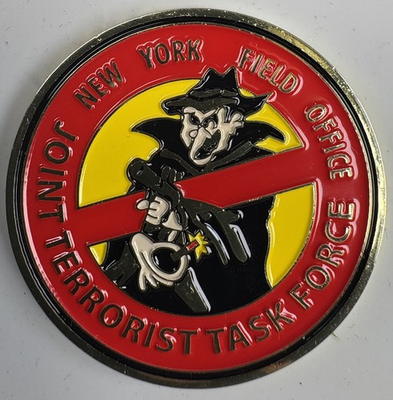 NEW YORK FIELD OFFICE
JOINT TERRORIST TASK FORCE